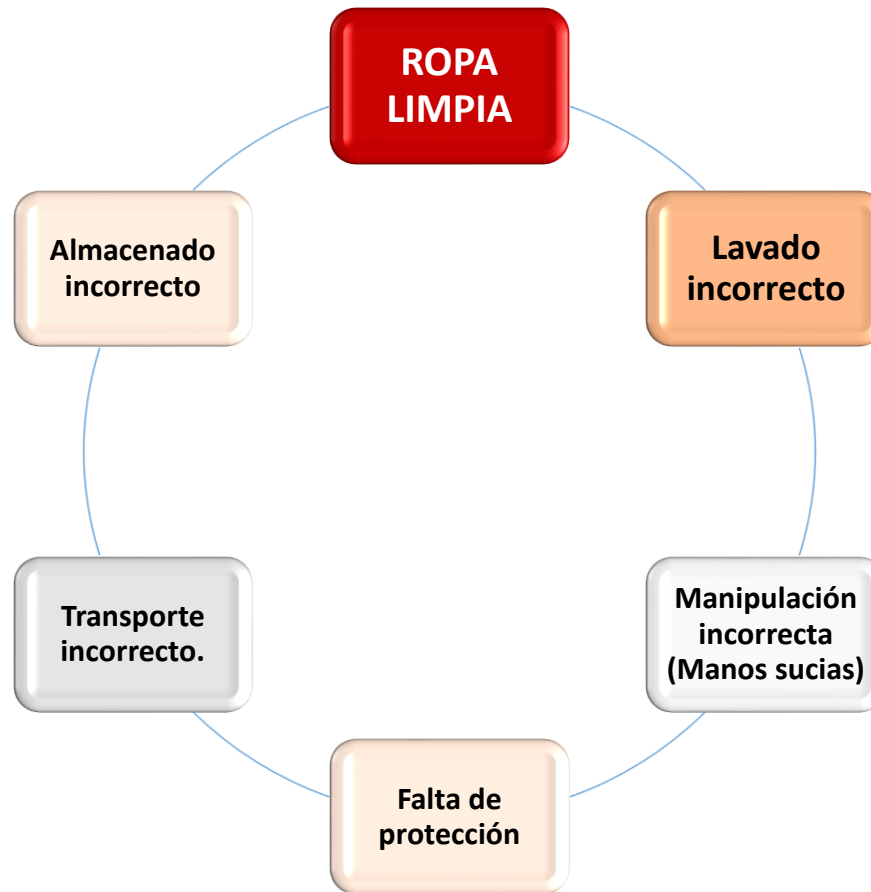 ROPA
LIMPIA
Lavado
incorrecto
Manipulación
incorrecta
(Manos sucias)
Falta de
protección
Transporte
incorrecto.
Almacenado
incorrecto